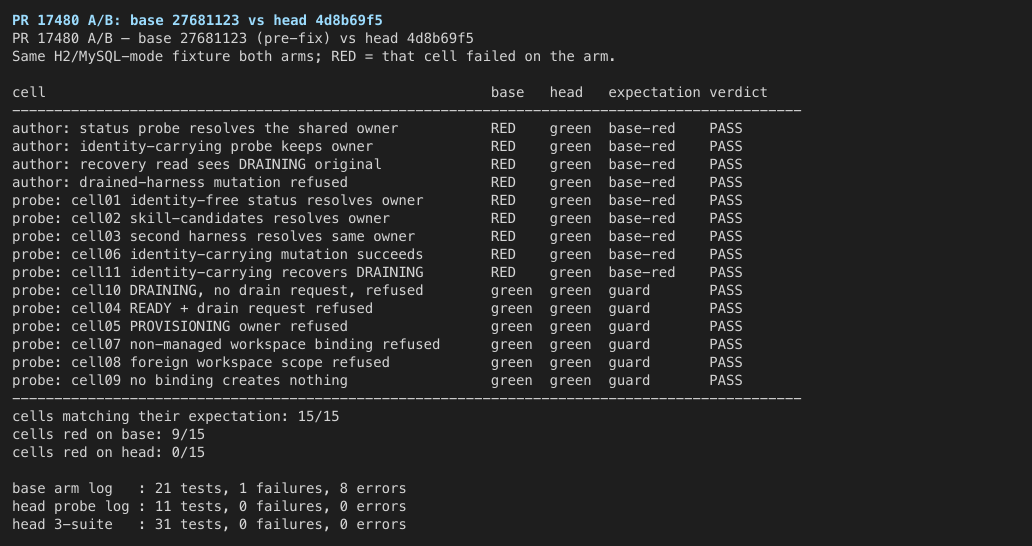 PR 17480 A/B: base 27681123 vs head 4d8b69f5
PR 17480 A/B — base 27681123 (pre-fix) vs head 4d8b69f5
Same H2/MySQL-mode fixture both arms; RED = that cell failed on the arm.
cell base head expectation verdict
author: status probe resolves the shared owner RED green base-red PASS
author: identity-carrying probe keeps owner RED green base-red PASS
author: recovery read sees DRAINING original RED green base-red PASS
author: drained-harness mutation refused RED green base-red PASS
probe: cell01 identity-free status resolves owner RED green base-red PASS
probe: cell02 skill-candidates resolves owner RED green base-red PASS
probe: cell03 second harness resolves same owner RED green base-red PASS
probe: cell06 identity-carrying mutation succeeds RED green base-red PASS
probe: cell11 identity-carrying recovers DRAINING RED green base-red PASS
probe: cell10 DRAINING, no drain request, refused green green guard PASS
probe: cell04 READY + drain request refused green green guard PASS
probe: cell05 PROVISIONING owner refused green green guard PASS
probe: cell07 non-managed workspace binding refused green green guard PASS
probe: cell08 foreign workspace scope refused green green guard PASS
probe: cell09 no binding creates nothing green green guard PASS
cells matching their expectation: 15/15
cells red on base: 9/15
cells red on head: 0/15
base arm log : 21 tests, 1 failures, 8 errors
head probe log : 11 tests, 0 failures, 0 errors
head 3-suite : 31 tests, 0 failures, 0 errors